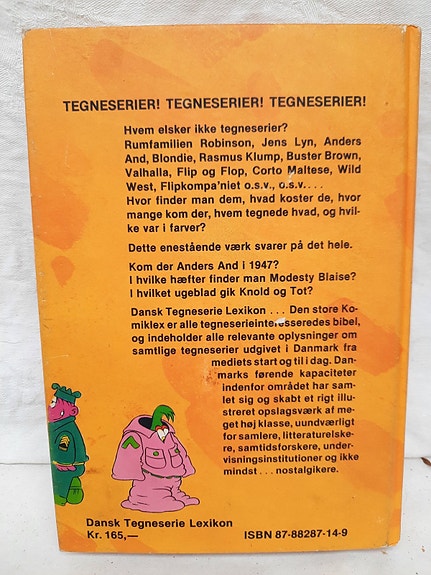 TEGNESERIER! TEGNESERIER! TEGNESERIER!
Hvem elsker ikke tegneserier?
Rumfamilien Robinson, Jens Lyn, Anders
And, Blondie, Rasmus Klump, Buster Brown,
Valhalla, Flip og Flop, Corto Maltese, Wild
West, Flipkompa'niet o.s.v., o.s.v....
Hvor finder man dem, hvad koster de, hvor
mange kom der, hvem tegnede hvad, og hvil-
ke var i farver?
Dette enestående værk svarer på det hele.
Kom der Anders And i 1947?
I hvilke hæfter finder man Modesty Blaise?
I hvilket ugeblad gik Knold og Tot?
Dansk Tegneserie Lexikon ... Den store Ko-
miklex er alle tegneserieinteresseredes bibel,
og indeholder alle relevante oplysninger om
samtlige tegneserier udgivet i Danmark fra
mediets start og til i dag. Dan-
marks førende kapaciteter
indenfor området har sam-
let sig og skabt et rigt illu-
streret opslagsværk af me-
get høj klasse, uundværligt
for samlere, litteraturelske-
re, samtidsforskere, under-
visningsinstitutioner og ikke
mindst ... nostalgikere.
Dansk Tegneserie Lexikon
Kr. 165,— ISBN 87-88287-14-9